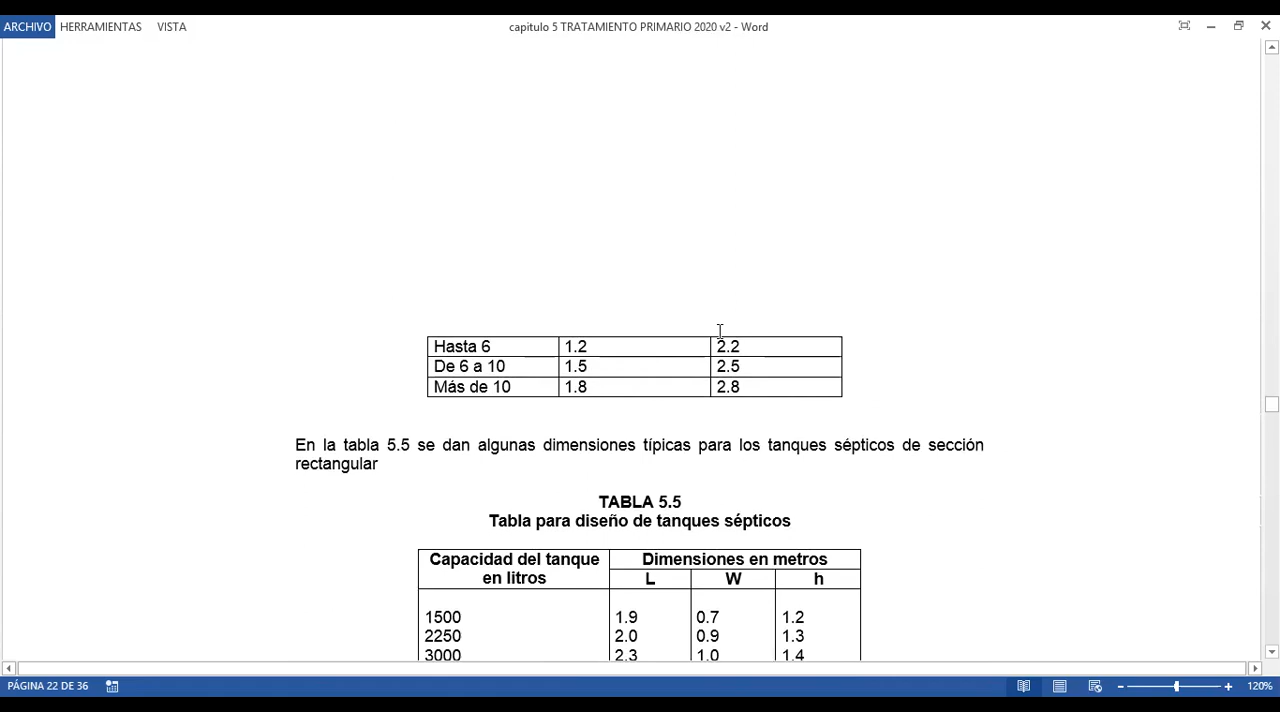 ARCHIVO HERRAMIENTAS VISTA
capitulo 5 TRATAMIENTO PRIMARIO 2020 v2 - Word
Hasta 6 1.2 2.2
De 6 a 10 1.5 2.5
Más de 10 1.8 2.8
En la tabla 5.5 se dan algunas dimensiones típicas para los tanques sépticos de sección
rectangular
TABLA 5.5
Tabla para diseño de tanques sépticos
Capacidad del tanque en litros
Dimensiones en metros
L W h
1500 1.9 0.7 1.2
2250 2.0 0.9 1.3
3000 2.3 1.0 1.4
PÁGINA 22 DE 36
120%